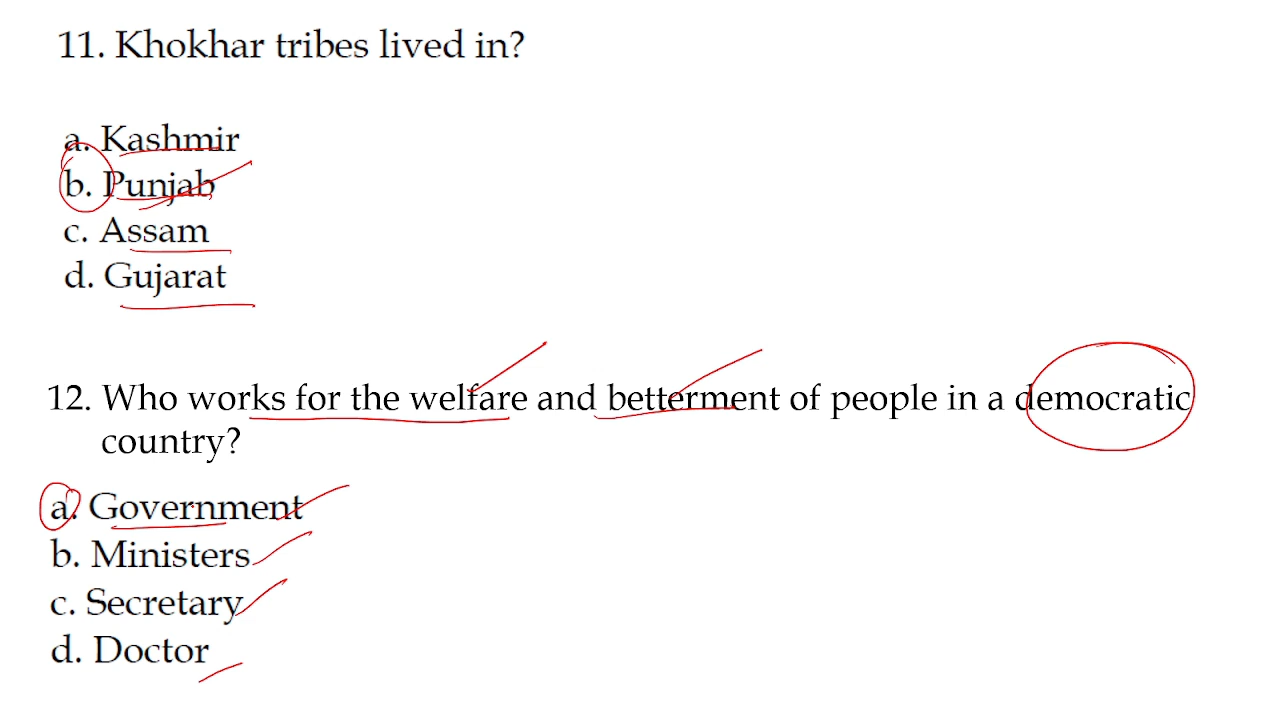 11. Khokhar tribes lived in?
a. Kashmir
b. Punjab
c. Assam
d. Gujarat
12. Who works for the welfare and betterment of people in a democratic
country?
a. Government
b. Ministers
c. Secretary
d. Doctor